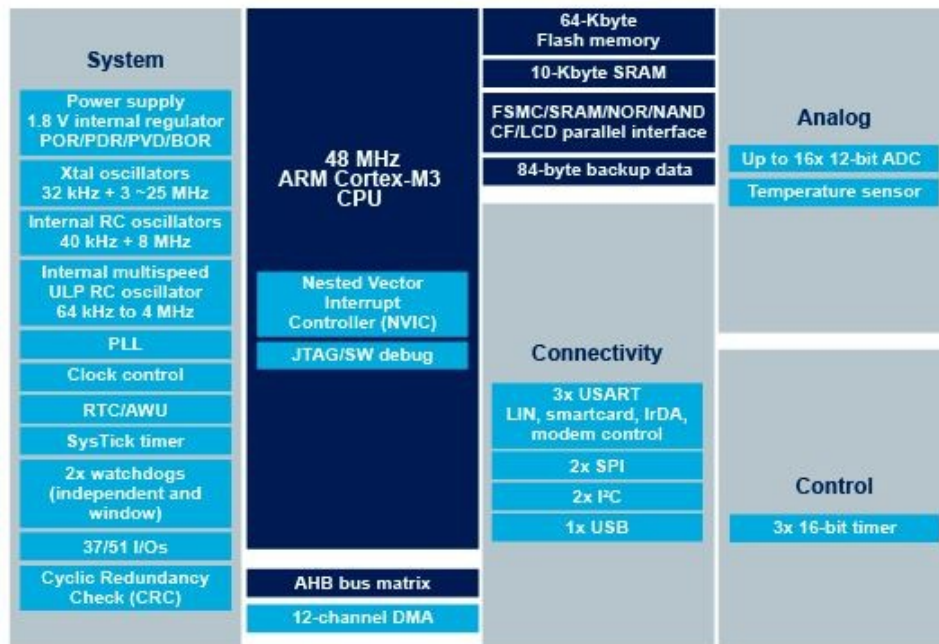 System
Power supply
1.8 V internal regulator
POR/PDR/PVD/BOR
Xtal oscillators
32 kHz + 3 ~25 MHz
Internal RC oscillators
40 kHz + 8 MHz
Internal multispeed
ULP RC oscillator
64 kHz to 4 MHz
PLL
Clock control
RTC/AWU
SysTick timer
2x watchdogs
(independent and
window)
37/51 I/Os
Cyclic Redundancy
Check (CRC)
48 MHz
ARM Cortex-M3
CPU
Nested Vector
Interrupt
Controller (NVIC)
JTAG/SW debug
AHB bus matrix
12-channel DMA
64-Kbyte
Flash memory
10-Kbyte SRAM
FSMC/SRAM/NOR/NAND
CF/LCD parallel interface
84-byte backup data
Connectivity
3x USART
LIN, smartcard, IrDA,
modem control
2x SPI
2x I²C
1x USB
Analog
Up to 16x 12-bit ADC
Temperature sensor
Control
3x 16-bit timer